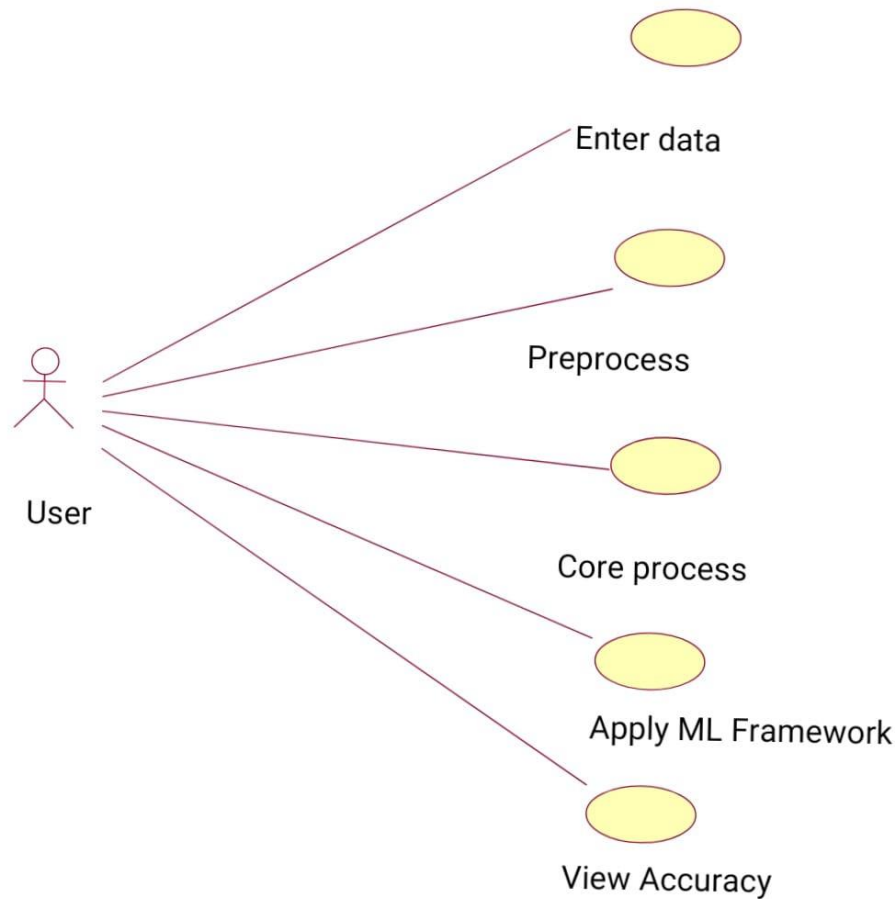 Enter data
Preprocess
User
Core process
Apply ML Framework
View Accuracy